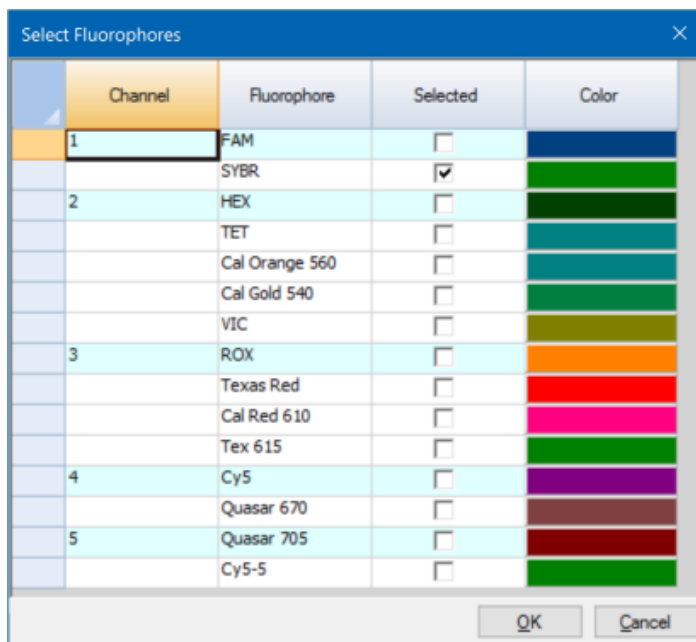 Select Fluorophores
Channel Fluorophore Selected Color
1 FAM
SYBR
2 HEX
TET
Cal Orange 560
Cal Gold 540
VIC
3 ROX
Texas Red
Cal Red 610
Tex 615
4 Cy5
Quasar 670
5 Quasar 705
Cy5-5
OK Cancel